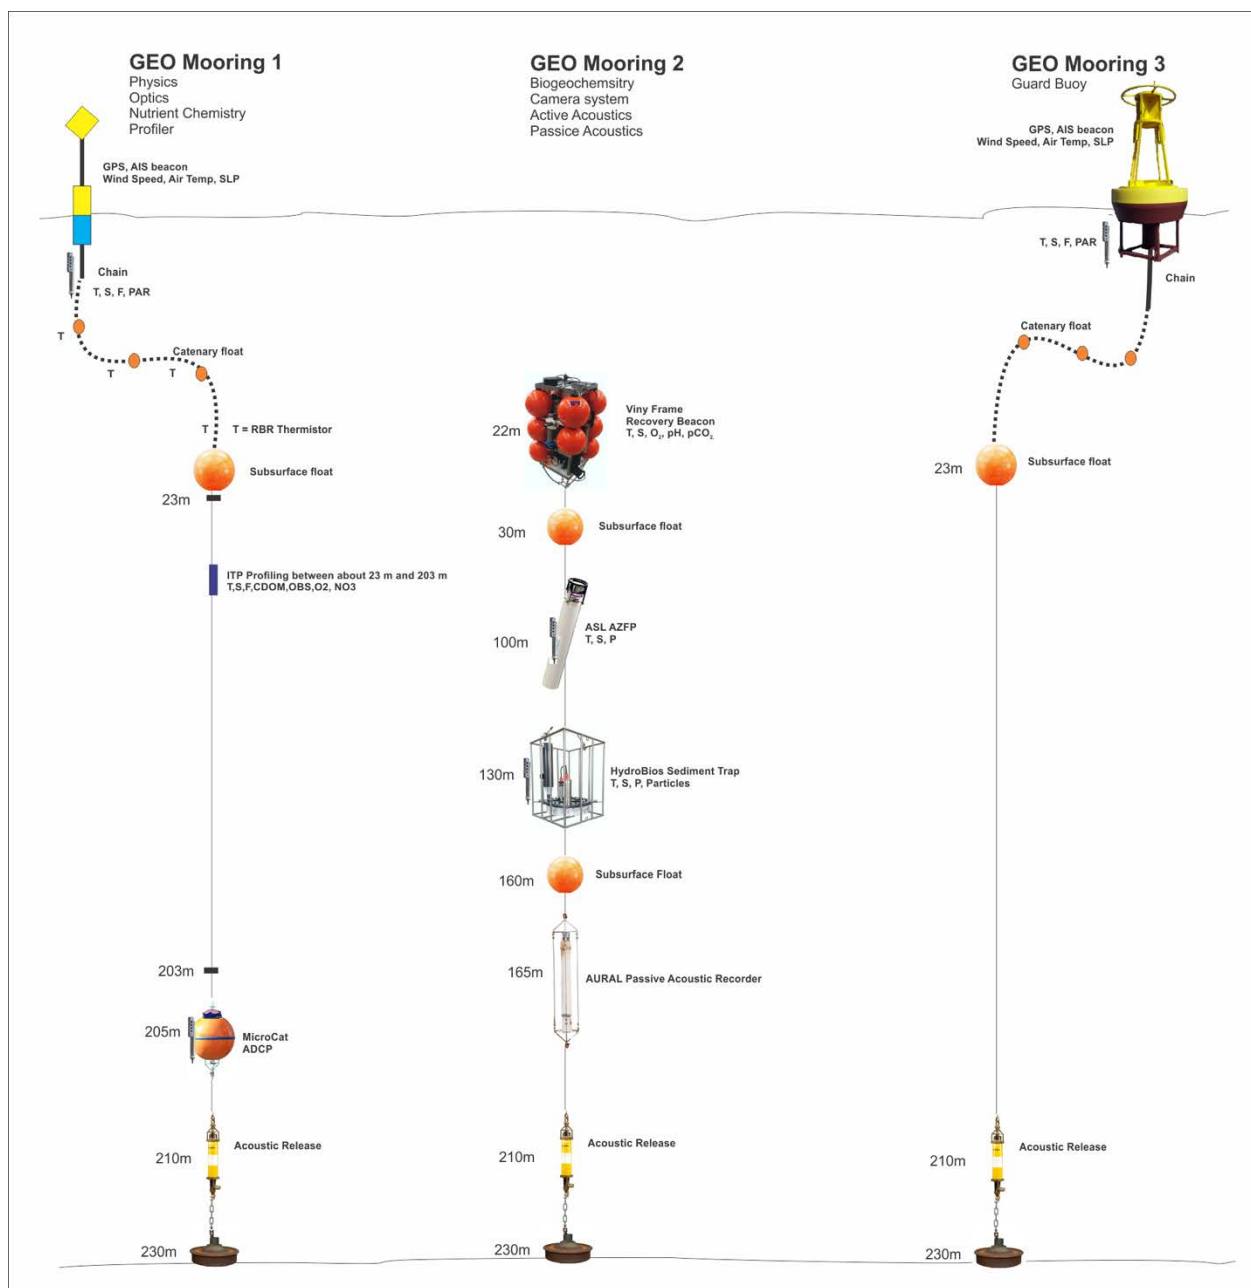 GEO Mooring 1
Physics
Optics
Nutrient Chemistry
Profiler
GPS, AIS beacon
Wind Speed, Air Temp, SLP
Chain
T, S, F, PAR
T
Catenary float
T
T
T
T = RBR Thermistor
Subsurface float
23m
ITP Profiling between about 23 m and 203 m
T,S,F,CDOM,OBS,O2, NO3
203m
205m
MicroCat
ADCP
Acoustic Release
210m
230m
GEO Mooring 2
Biogeochemsitry
Camera system
Active Acoustics
Passice Acoustics
22m
Viny Frame
Recovery Beacon
T, S, O2, pH, pCO2,
30m
Subsurface float
100m
ASL AZFP
T, S, P
130m
HydroBios Sediment Trap
T, S, P, Particles
160m
Subsurface Float
165m
AURAL Passive Acoustic Recorder
Acoustic Release
210m
230m
GEO Mooring 3
Guard Buoy
GPS, AIS beacon
Wind Speed, Air Temp, SLP
T, S, F, PAR
Chain
Catenary float
23m
Subsurface float
Acoustic Release
210m
230m